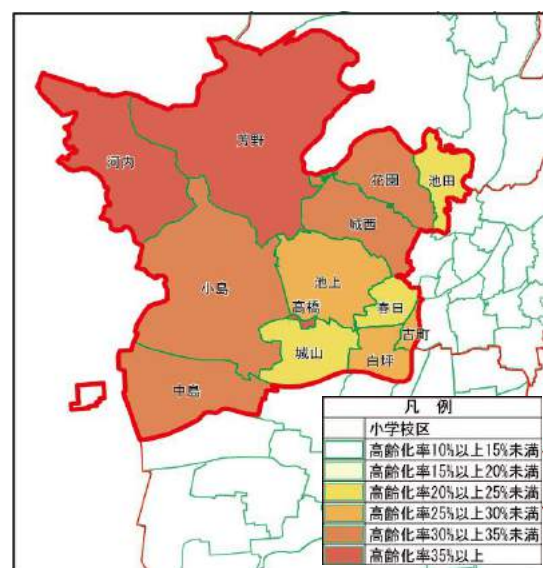 芳野
河内
花園
池田
城西
小島
池上
高橋
春日
古町
城山
白坪
中島
凡 例
小学校区
高齢化率10%以上15%未満
高齢化率15%以上20%未満
高齢化率20%以上25%未満
高齢化率25%以上30%未満
高齢化率30%以上35%未満
高齢化率35%以上